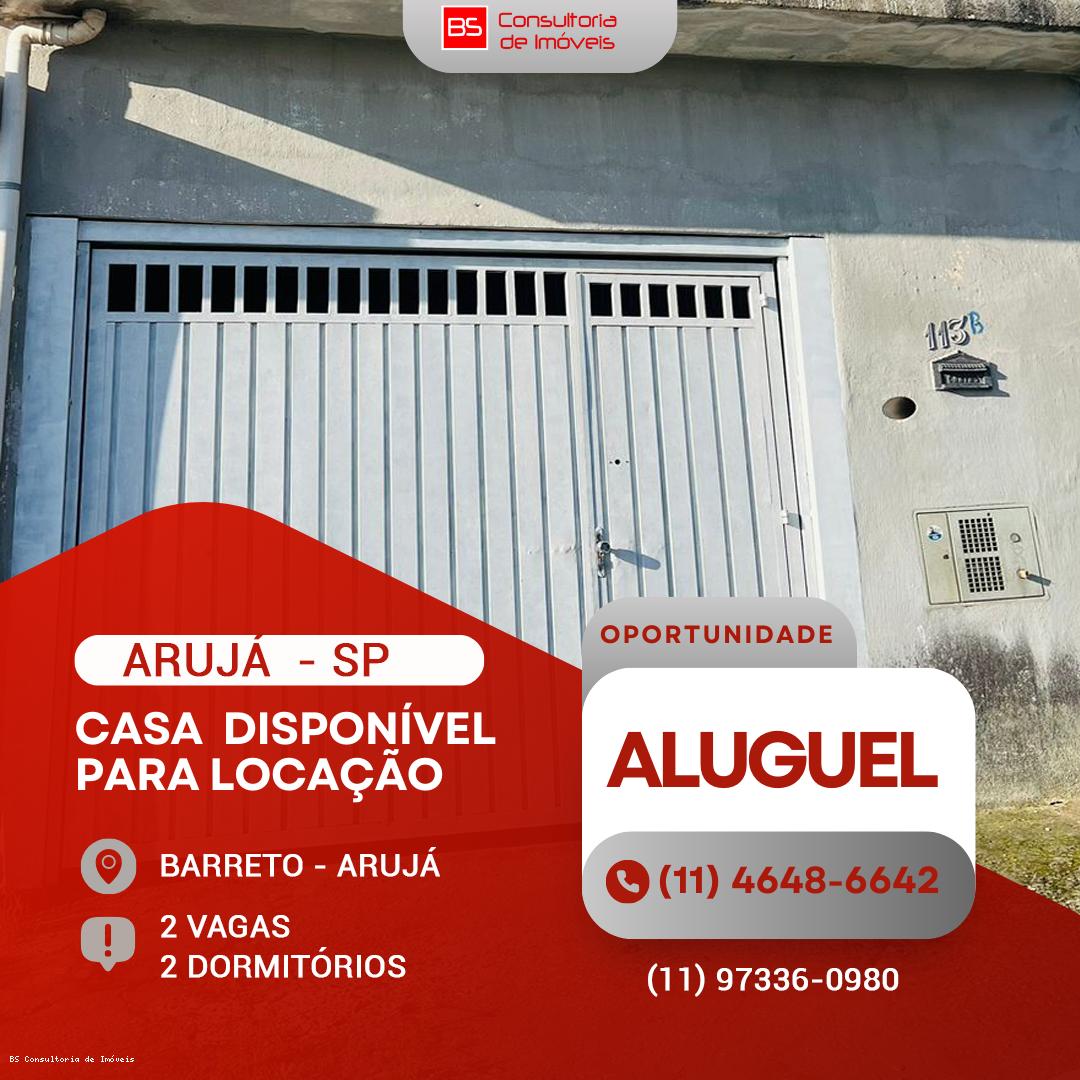 BS Consultoria
de Imóveis
113B
ARUJÁ - SP
CASA DISPONÍVEL
PARA LOCAÇÃO
BARRETO - ARUJÁ
2 VAGAS
2 DORMITÓRIOS
OPORTUNIDADE
ALUGUEL
(11) 4648-6642
(11) 97336-0980
BS Consultoria de Imóveis